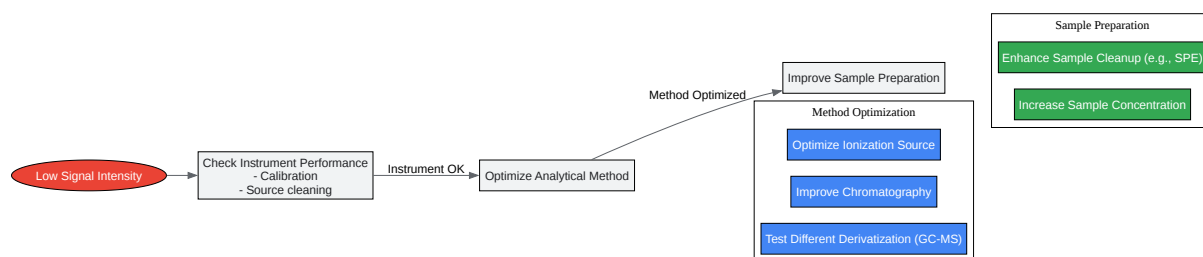 Low Signal Intensity
Check Instrument Performance
- Calibration
- Source cleaning
Instrument OK
Optimize Analytical Method
Method Optimized
Improve Sample Preparation
Method Optimization
Optimize Ionization Source
Improve Chromatography
Test Different Derivatization (GC-MS)
Sample Preparation
Enhance Sample Cleanup (e.g., SPE)
Increase Sample Concentration